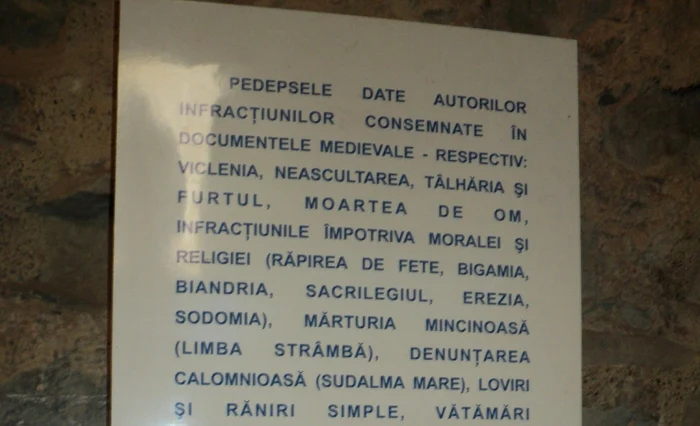 PEDEPSELE DATE AUTORILOR
INFRACȚIUNILOR CONSEMNATE ÎN
DOCUMENTELE MEDIEVALE - RESPECTIV:
VICLENIA, NEASCULTAREA, TÂLHĂRIA ȘI
FURTUL, MOARTEA DE OM,
INFRACȚIUNILE ÎMPOTRIVA MORALEI ȘI
RELIGIEI (RĂPIREA DE FETE, BIGAMIA,
BIANDRIA, SACRILEGIUL, EREZIA,
SODOMIA), MĂRTURIA MINCINOASĂ
(LIMBA STRÂMBĂ), DENUNȚAREA
CALOMNIOASĂ (SUDALMA MARE), LOVIRI
ȘI RĂNIRI SIMPLE, VĂTĂMĂRI